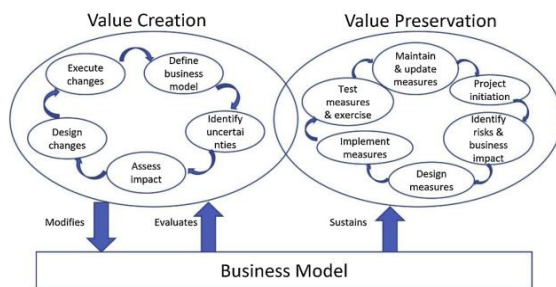 Value Creation
Value Preservation
Execute
changes
Define
business
model
Identify
uncertai
nties
Assess
impact
Design
changes
Maintain
& update
measures
Project
initiation
Identify
risks &
business
impact
Design
measures
Implement
measures
Test
measures
& exercise
Modifies
Evaluates
Sustains
Business Model